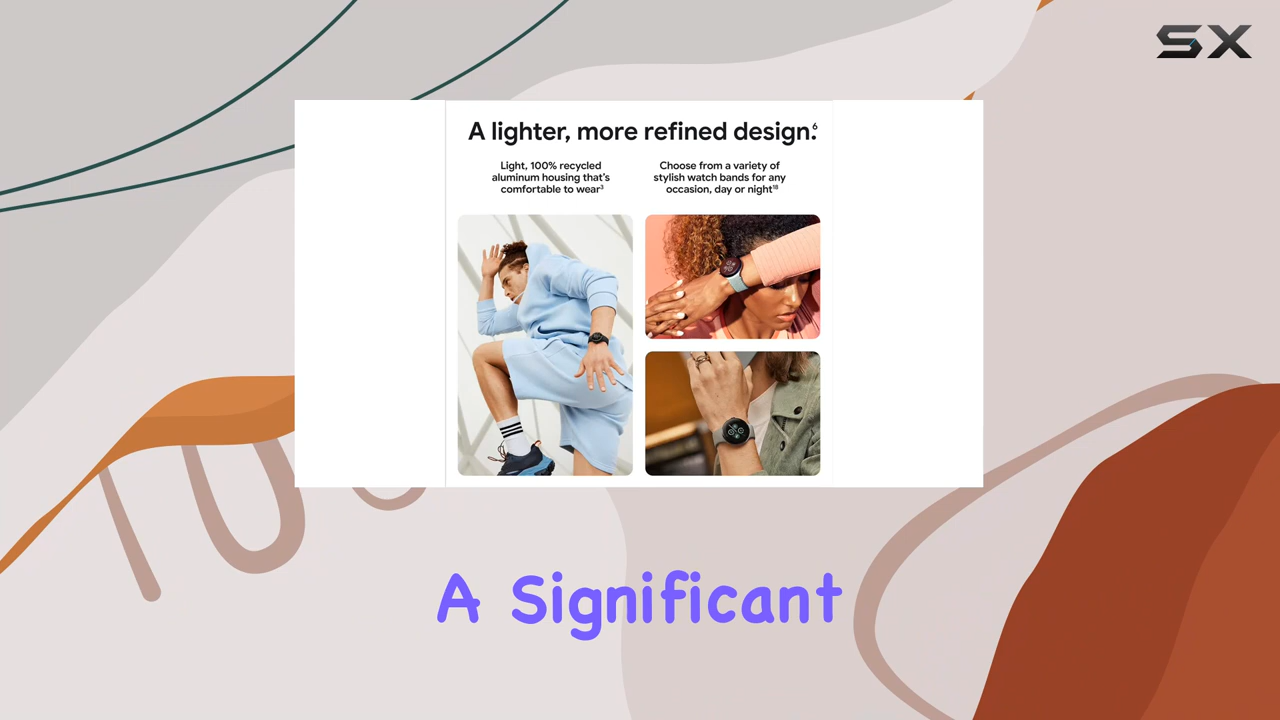 SX
A lighter, more refined design.⁶
Light, 100% recycled
aluminum housing that's
comfortable to wear³
Choose from a variety of
stylish watch bands for any
occasion, day or night¹⁸
A Significant